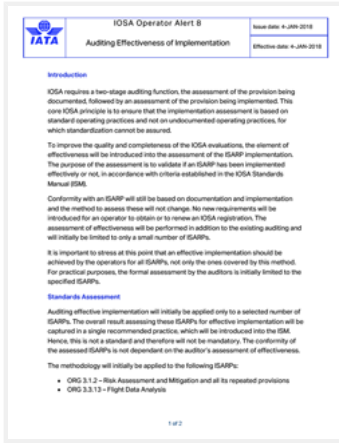 IOSA Operator Alert 8
Issue date: 4-JAN-2018
IATA
Auditing Effectiveness of Implementation
Effective date: 4-JAN-2018
Introduction
IOSA requires a two-stage auditing function, the assessment of the provision being
documented, followed by an assessment of the provision being implemented. This
core IOSA principle is to ensure that the implementation assessment is based on
standard operating practices and not on undocumented operating practices, for
which standardization cannot be assured.
To improve the quality and completeness of the IOSA evaluations, the element of
effectiveness will be introduced into the assessment of the ISARP implementation.
The purpose of the assessment is to validate if an ISARP has been implemented
effectively or not, in accordance with criteria established in the IOSA Standards
Manual (ISM).
Conformity with an ISARP will still be based on documentation and implementation
and the method to assess these will not change. No new requirements will be
introduced for an operator to obtain or to renew an IOSA registration. The
assessment of effectiveness will be performed in addition to the existing auditing and
will initially be limited to only a small number of ISARPs.
It is important to stress at this point that an effective implementation should be
achieved by the operators for all ISARPs, not only the ones covered by this method.
For practical purposes, the formal assessment by the auditors is initially limited to the
specified ISARPs.
Standards Assessment
Auditing effective implementation will initially be applied only to a selected number of
ISARPs. The overall result assessing these ISARPs for effective implementation will be
captured in a single recommended practice, which will be introduced into the ISM.
Hence, this is not a standard and therefore will not be mandatory. The conformity of
the assessed ISARPs is not dependant on the auditor's assessment of effectiveness.
The methodology will initially be applied to the following ISARPs:
• ORG 3.1.2 – Risk Assessment and Mitigation and all its repeated provisions
• ORG 3.3.13 – Flight Data Analysis
1 of 2